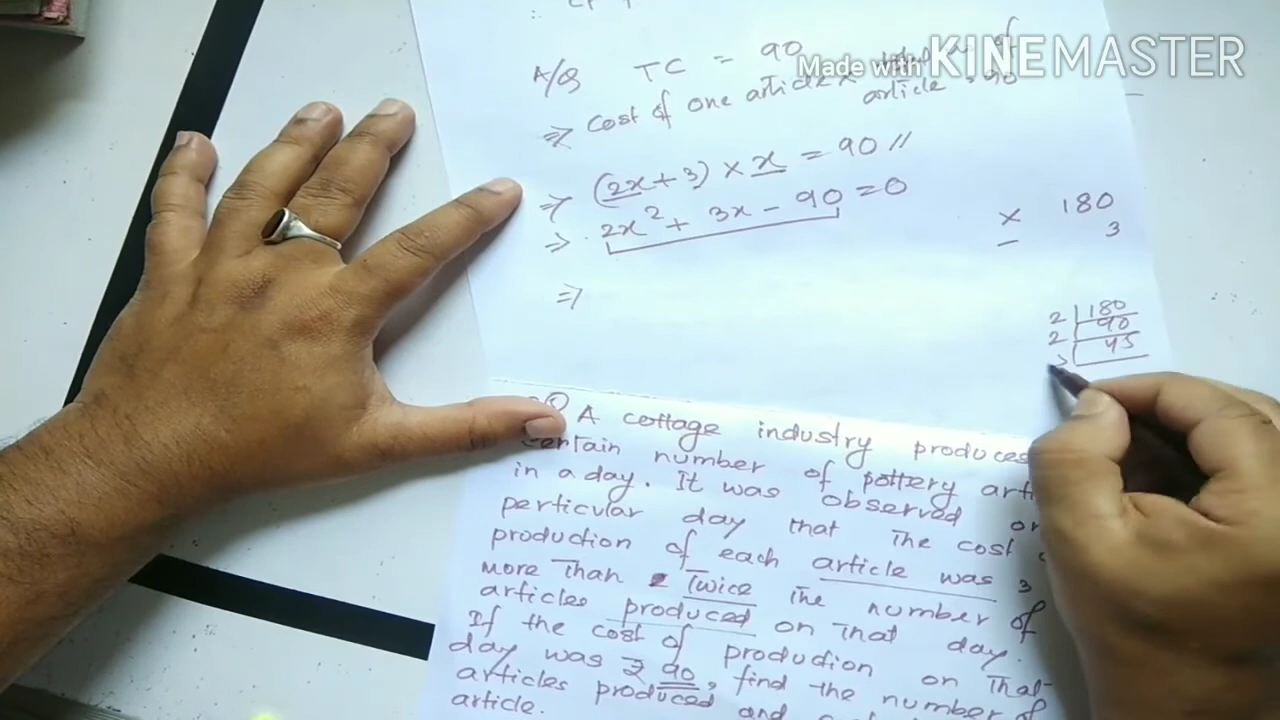 A/Q TC = 90
Made with KINEMASTER
⇒ Cost of one article × of article = 90
⇒ (2x+3) × x = 90 //
⇒ 2x² + 3x - 90 = 0
⇒
× 180
- 3
2 | 180
2 | 90
45
A cottage industry produces
certain number of pottery arti
in a day. It was observed on
perticular day that the cost
production of each article was 3
more than twice the number of
articles produced on that day.
If the cost of production on that
day was ₹ 90, find the number of
articles produced and
article.